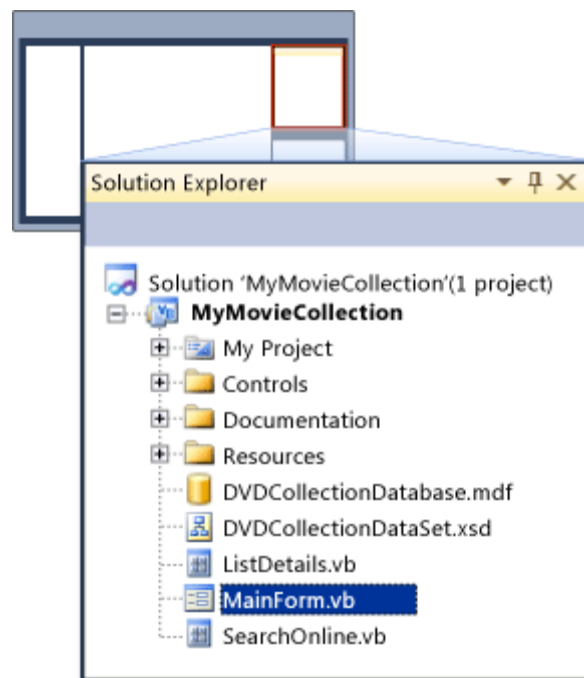 Solution Explorer
Solution 'MyMovieCollection'(1 project)
MyMovieCollection
My Project
Controls
Documentation
Resources
DVDCollectionDatabase.mdf
DVDCollectionDataSet.xsd
ListDetails.vb
MainForm.vb
SearchOnline.vb